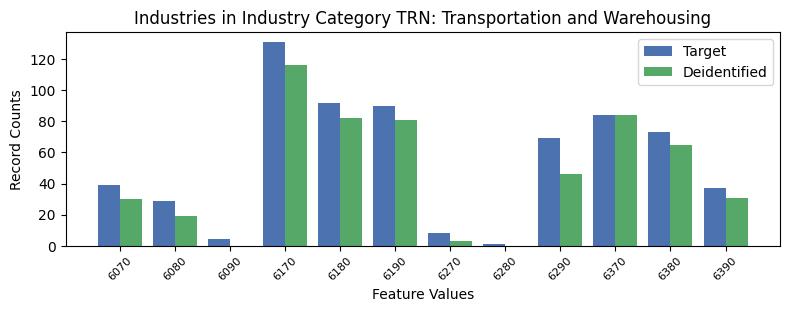 Industries in Industry Category TRN: Transportation and Warehousing
Target
Deidentified
Record Counts
120
100
80
60
40
20
0
6070 6080 6090 6170 6180 6190 6270 6280 6290 6370 6380 6390
Feature Values